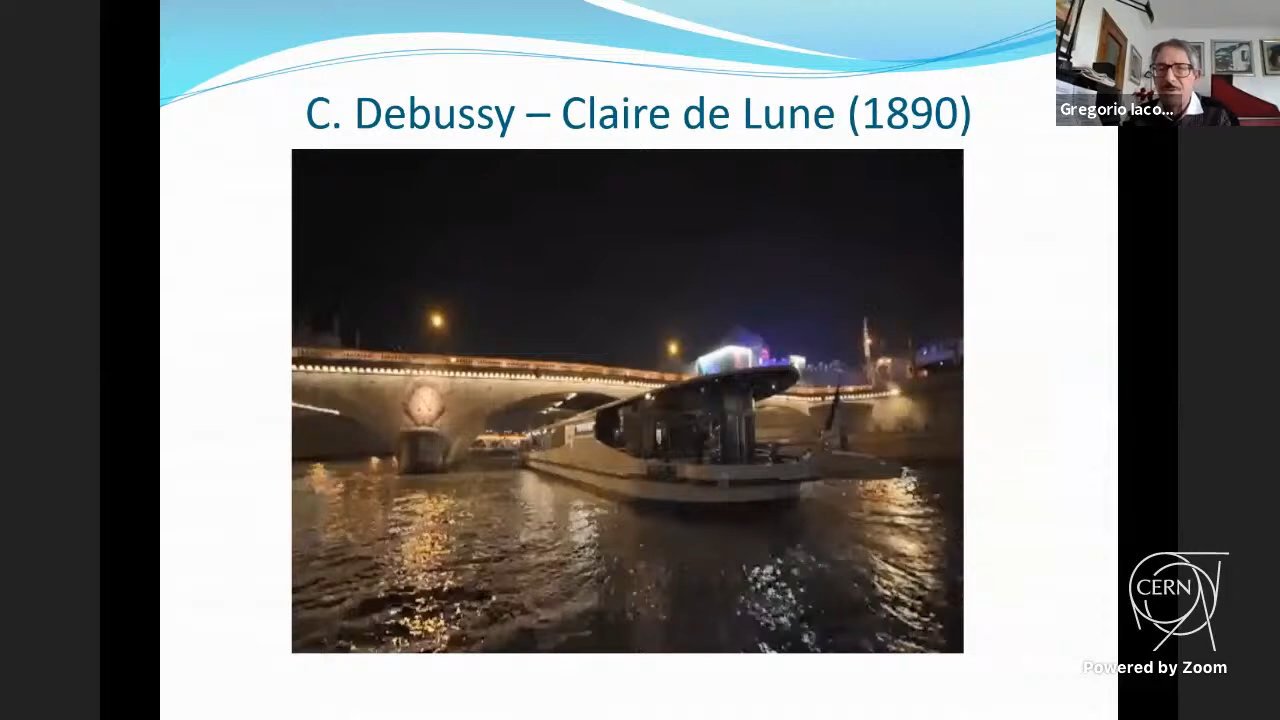 C. Debussy – Claire de Lune (1890)
Gregorio Iaco...
CERN
Powered by Zoom